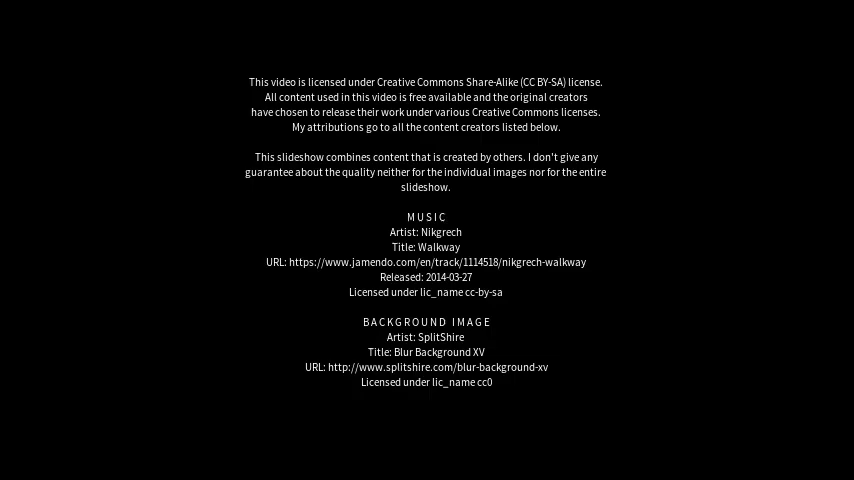 This video is licensed under Creative Commons Share-Alike (CC BY-SA) license.
All content used in this video is free available and the original creators
have chosen to release their work under various Creative Commons licenses.
My attributions go to all the content creators listed below.
This slideshow combines content that is created by others. I don't give any
guarantee about the quality neither for the individual images nor for the entire
slideshow.
MUSIC
Artist: Nikgrech
Title: Walkway
URL: https://www.jamendo.com/en/track/1114518/nikgrech-walkway
Released: 2014-03-27
Licensed under lic_name cc-by-sa
BACKGROUND IMAGE
Artist: SplitShire
Title: Blur Background XV
URL: http://www.splitshire.com/blur-background-xv
Licensed under lic_name cc0